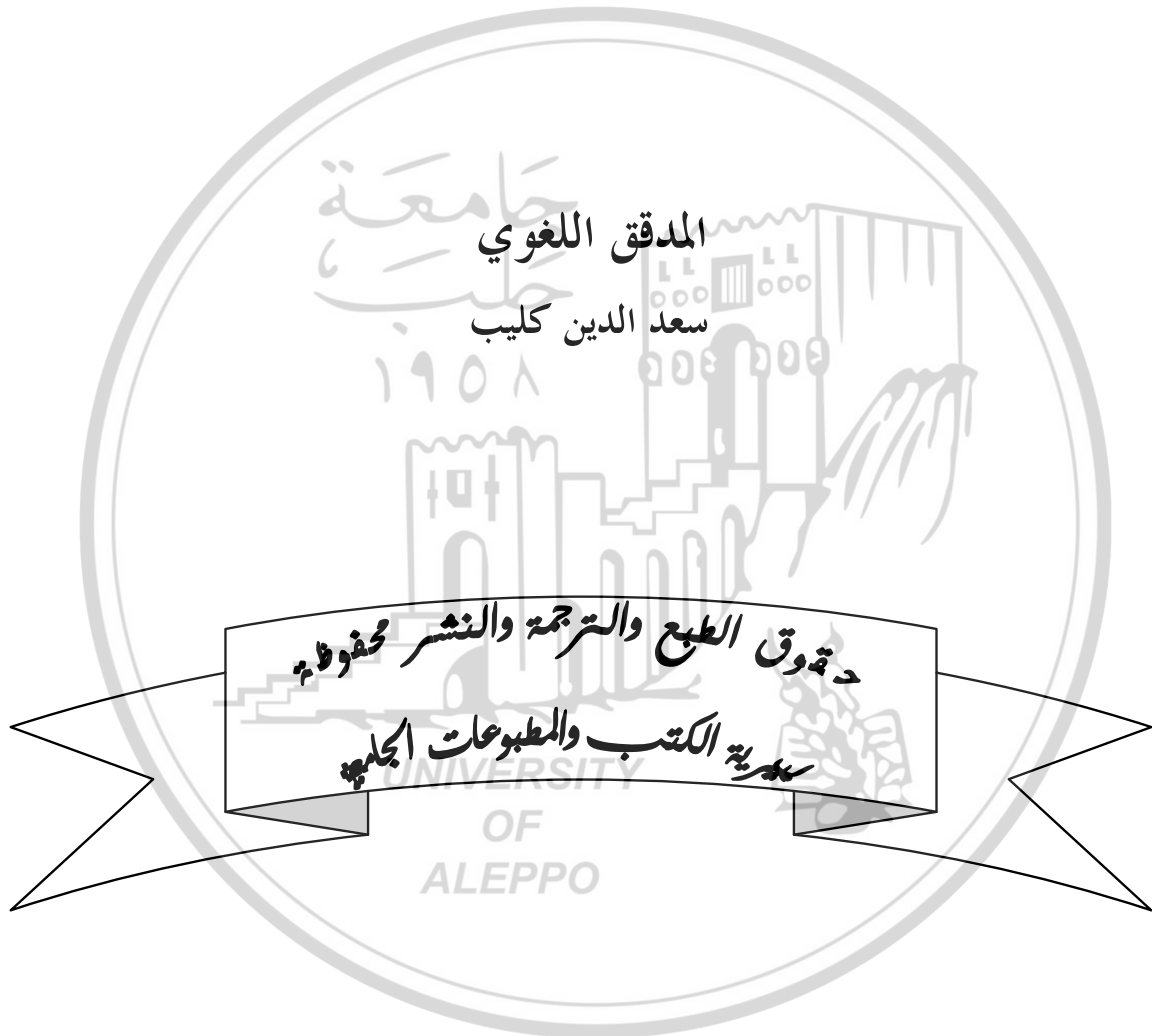 جامعة
حلب
١٩٥٨
المدقق اللغوي
سعد الدين كليب
حقوق الطبع والترجمة والنشر محفوظة
لمديرية الكتب والمطبوعات الجامعية
UNIVERSITY
OF
ALEPPO